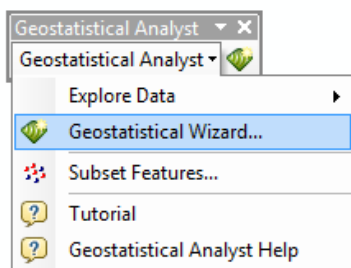 Geostatistical Analyst
Geostatistical Analyst
Explore Data
Geostatistical Wizard...
Subset Features...
Tutorial
Geostatistical Analyst Help